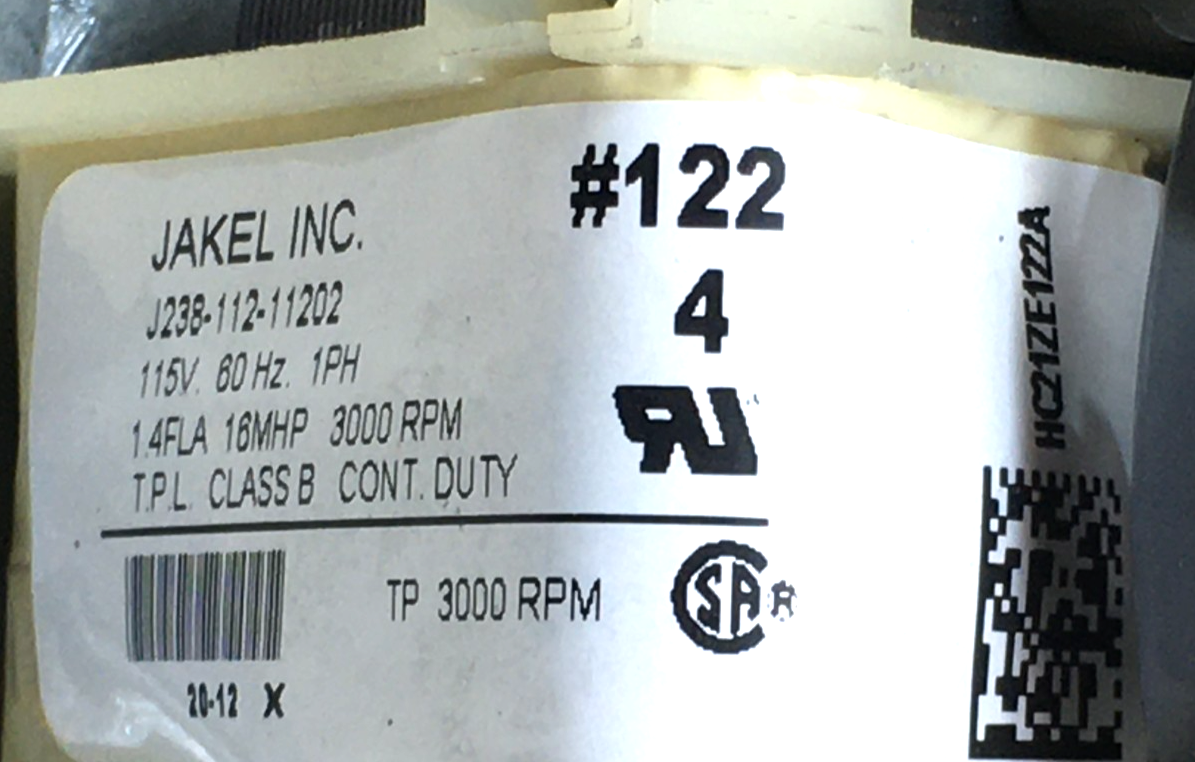 JAKEL INC.
J238-112-11202
115V. 60 Hz. 1PH
1.4FLA 16MHP 3000 RPM
T.P.L. CLASS B CONT. DUTY
#122
4
TP 3000 RPM
20-12 X
HC21ZE122A